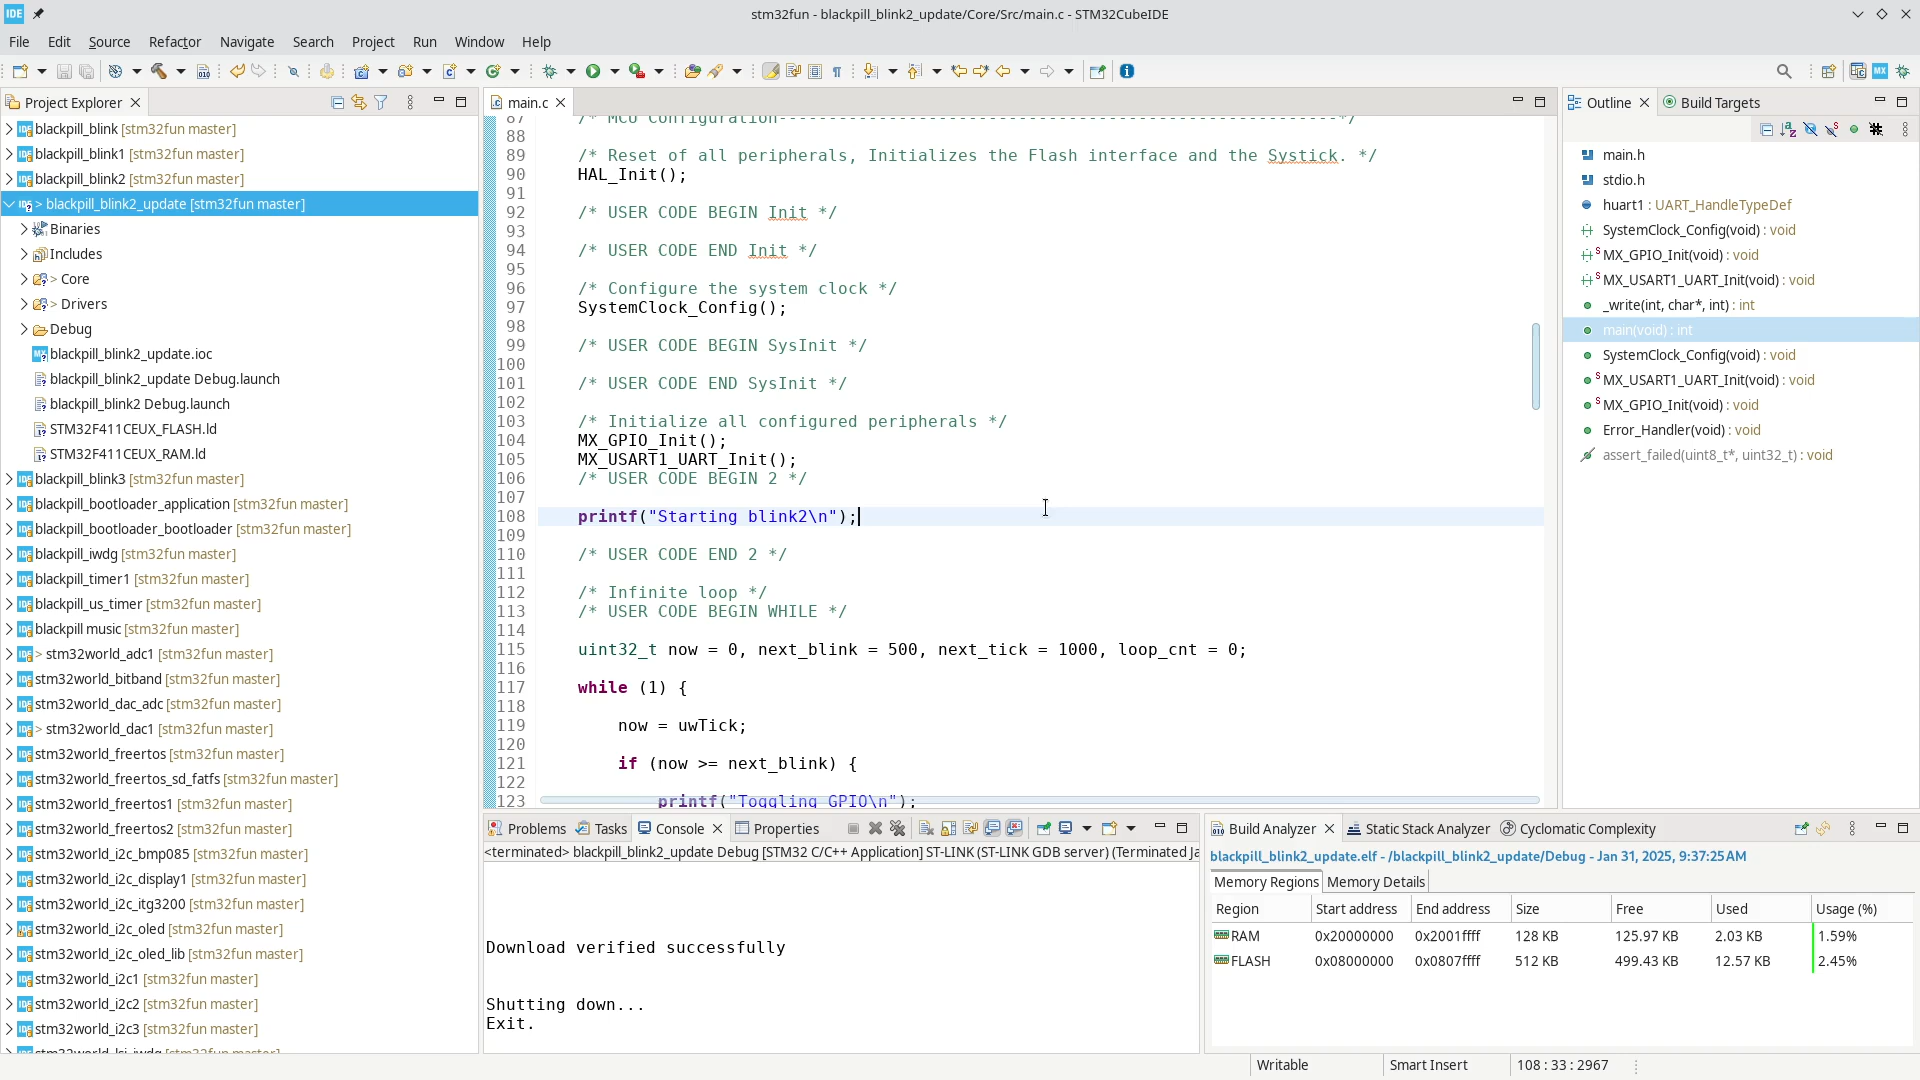 IDE
stm32fun - blackpill_blink2_update/Core/Src/main.c - STM32CubeIDE
File Edit Source Refactor Navigate Search Project Run Window Help
Project Explorer
blackpill_blink [stm32fun master]
blackpill_blink1 [stm32fun master]
blackpill_blink2 [stm32fun master]
> blackpill_blink2_update [stm32fun master]
Binaries
Includes
> Core
> Drivers
Debug
blackpill_blink2_update.ioc
blackpill_blink2_update Debug.launch
blackpill_blink2 Debug.launch
STM32F411CEUX_FLASH.ld
STM32F411CEUX_RAM.ld
blackpill_blink3 [stm32fun master]
blackpill_bootloader_application [stm32fun master]
blackpill_bootloader_bootloader [stm32fun master]
blackpill_iwdg [stm32fun master]
blackpill_timer1 [stm32fun master]
blackpill_us_timer [stm32fun master]
blackpill music [stm32fun master]
> stm32world_adc1 [stm32fun master]
stm32world_bitband [stm32fun master]
stm32world_dac_adc [stm32fun master]
> stm32world_dac1 [stm32fun master]
stm32world_freertos [stm32fun master]
stm32world_freertos_sd_fatfs [stm32fun master]
stm32world_freertos1 [stm32fun master]
stm32world_freertos2 [stm32fun master]
stm32world_i2c_bmp085 [stm32fun master]
stm32world_i2c_display1 [stm32fun master]
stm32world_i2c_itg3200 [stm32fun master]
stm32world_i2c_oled [stm32fun master]
stm32world_i2c_oled_lib [stm32fun master]
stm32world_i2c1 [stm32fun master]
stm32world_i2c2 [stm32fun master]
stm32world_i2c3 [stm32fun master]
stm32world_lsi_iwdg [stm32fun master]
main.c
87 /* MCU Configuration--------------------------------------------------------*/
88
89 /* Reset of all peripherals, Initializes the Flash interface and the Systick. */
90 HAL_Init();
91
92 /* USER CODE BEGIN Init */
93
94 /* USER CODE END Init */
95
96 /* Configure the system clock */
97 SystemClock_Config();
98
99 /* USER CODE BEGIN SysInit */
100
101 /* USER CODE END SysInit */
102
103 /* Initialize all configured peripherals */
104 MX_GPIO_Init();
105 MX_USART1_UART_Init();
106 /* USER CODE BEGIN 2 */
107
108 printf("Starting blink2\n");
109
110 /* USER CODE END 2 */
111
112 /* Infinite loop */
113 /* USER CODE BEGIN WHILE */
114
115 uint32_t now = 0, next_blink = 500, next_tick = 1000, loop_cnt = 0;
116
117 while (1) {
118
119 now = uwTick;
120
121 if (now >= next_blink) {
122
123 printf("Toggling GPIO\n");
Outline Build Targets
main.h
stdio.h
huart1 : UART_HandleTypeDef
SystemClock_Config(void) : void
MX_GPIO_Init(void) : void
MX_USART1_UART_Init(void) : void
_write(int, char*, int) : int
main(void) : int
SystemClock_Config(void) : void
MX_USART1_UART_Init(void) : void
MX_GPIO_Init(void) : void
Error_Handler(void) : void
assert_failed(uint8_t*, uint32_t) : void
Problems Tasks Console Properties
<terminated> blackpill_blink2_update Debug [STM32 C/C++ Application] ST-LINK (ST-LINK GDB server) (Terminated Ja
Download verified successfully
Shutting down...
Exit.
Build Analyzer Static Stack Analyzer Cyclomatic Complexity
blackpill_blink2_update.elf - /blackpill_blink2_update/Debug - Jan 31, 2025, 9:37:25 AM
Memory Regions Memory Details
Region Start address End address Size Free Used Usage (%)
RAM 0x20000000 0x2001ffff 128 KB 125.97 KB 2.03 KB 1.59%
FLASH 0x08000000 0x0807ffff 512 KB 499.43 KB 12.57 KB 2.45%
Writable Smart Insert 108 : 33 : 2967